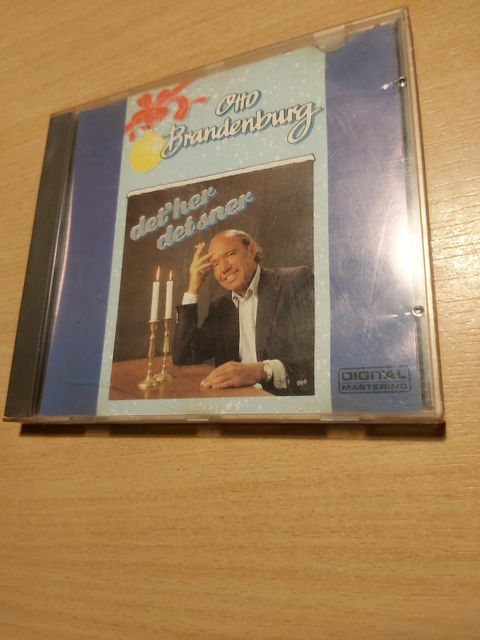 Otto
Brandenburg
det'her
det sner
DIGITAL
MASTERING